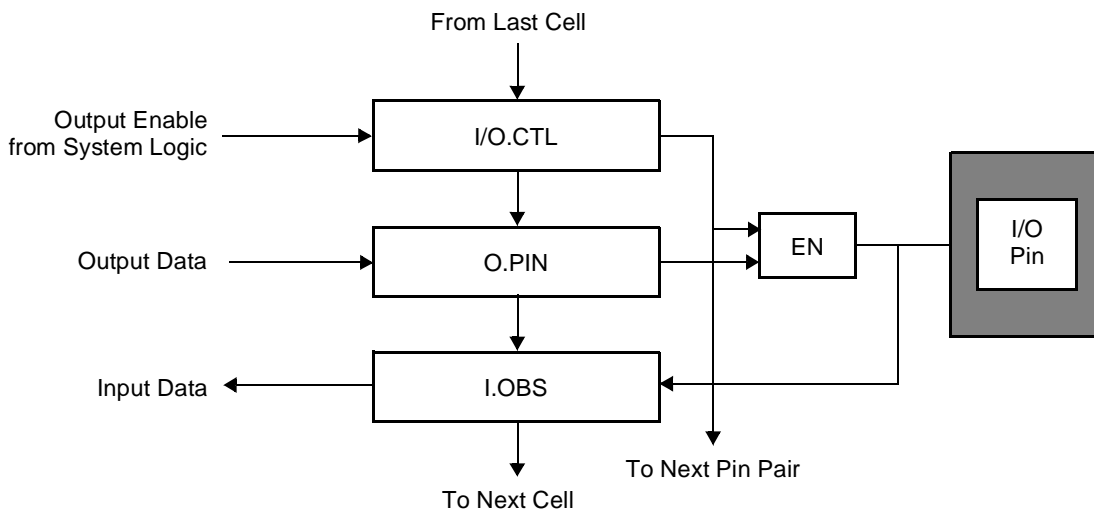 From Last Cell
Output Enable
from System Logic
I/O.CTL
I/O
Pin
EN
Output Data
O.PIN
Input Data
I.OBS
To Next Pin Pair
To Next Cell